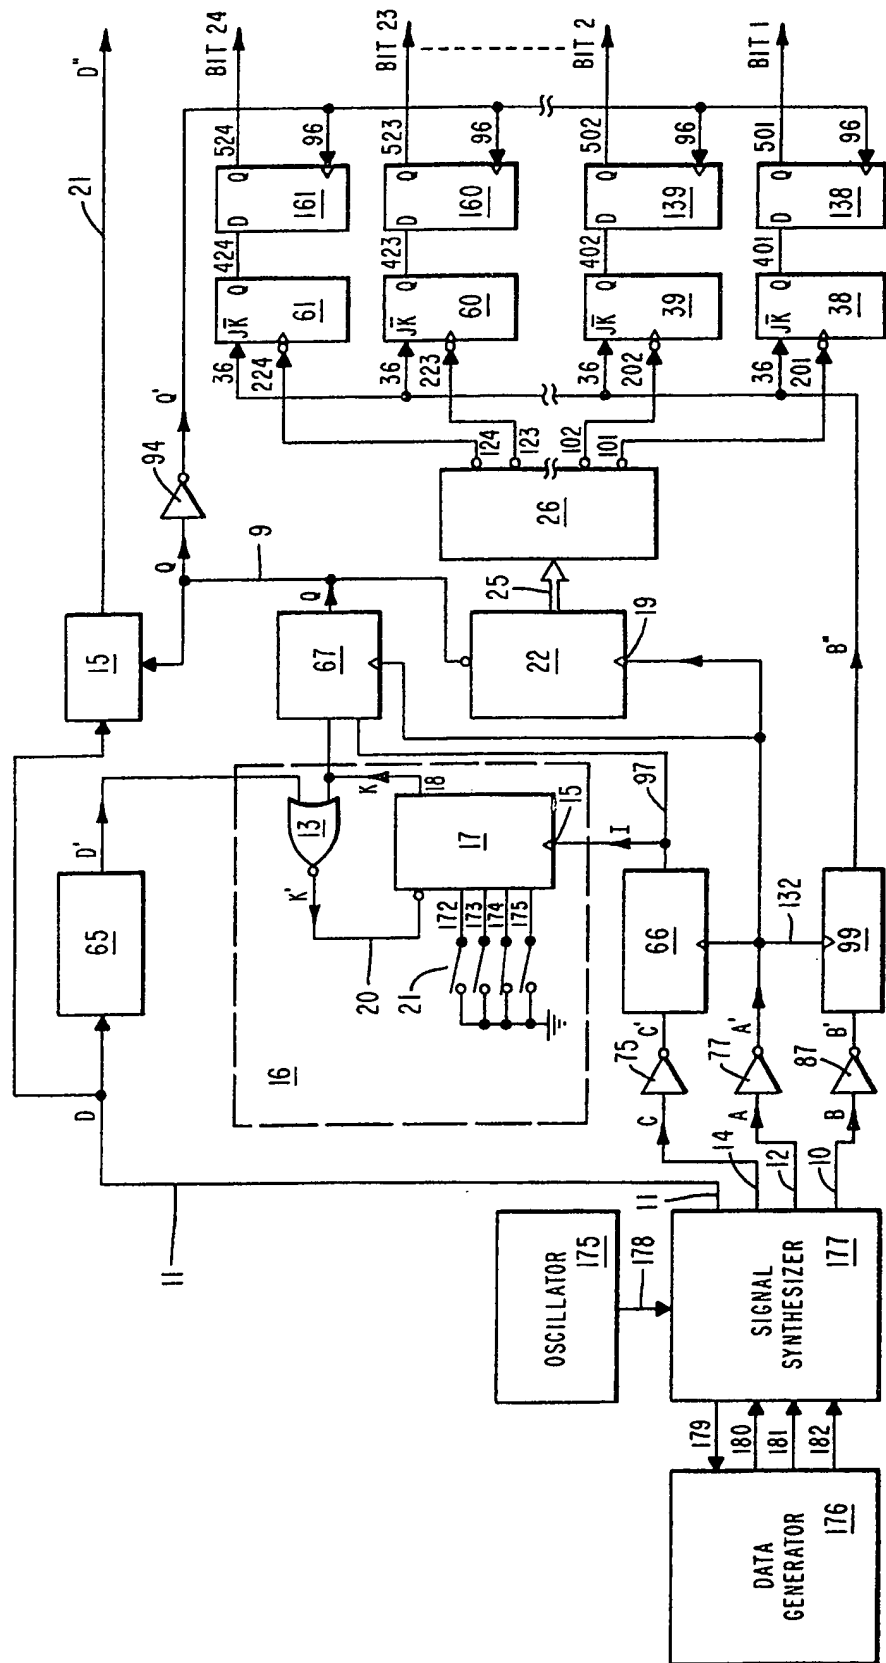 D"
21
BIT 24
BIT 23
BIT 2
BIT 1
Q'
94
Q
9
524
96
D Q
161
424
Q
JK̅
61
36
224
523
96
D Q
160
423
Q
JK̅
60
36
223
502
96
D Q
139
402
Q
JK̅
39
36
202
501
96
D Q
138
401
Q
JK̅
38
36
201
124
123
102
101
26
25
22
19
15
67
Q
D'
65
D
11
11
16
13
K
18
K'
20
17
15
172
173
174
175
21
I
97
66
132
99
B"
75
C'
77
A'
87
B'
C
A
B
14
12
10
OSCILLATOR
175
178
SIGNAL
SYNTHESIZER
177
179
180
181
182
DATA
GENERATOR
176